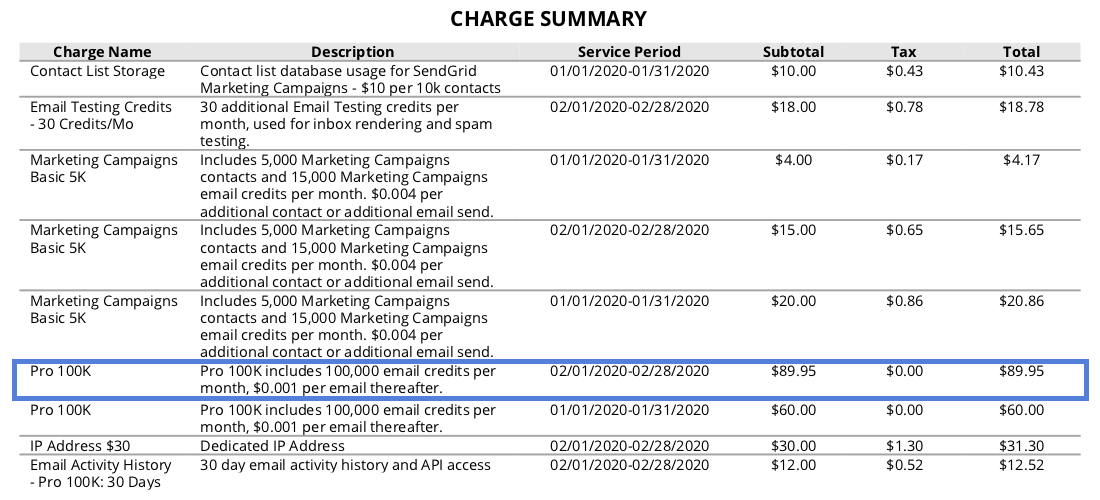 CHARGE SUMMARY
Charge Name Description Service Period Subtotal Tax Total
Contact List Storage Contact list database usage for SendGrid 01/01/2020-01/31/2020 $10.00 $0.43 $10.43
Marketing Campaigns - $10 per 10k contacts
Email Testing Credits 30 additional Email Testing credits per 02/01/2020-02/28/2020 $18.00 $0.78 $18.78
- 30 Credits/Mo month, used for inbox rendering and spam
testing.
Marketing Campaigns Includes 5,000 Marketing Campaigns 01/01/2020-01/31/2020 $4.00 $0.17 $4.17
Basic 5K contacts and 15,000 Marketing Campaigns
email credits per month. $0.004 per
additional contact or additional email send.
Marketing Campaigns Includes 5,000 Marketing Campaigns 02/01/2020-02/28/2020 $15.00 $0.65 $15.65
Basic 5K contacts and 15,000 Marketing Campaigns
email credits per month. $0.004 per
additional contact or additional email send.
Marketing Campaigns Includes 5,000 Marketing Campaigns 01/01/2020-01/31/2020 $20.00 $0.86 $20.86
Basic 5K contacts and 15,000 Marketing Campaigns
email credits per month. $0.004 per
additional contact or additional email send.
Pro 100K Pro 100K includes 100,000 email credits per 02/01/2020-02/28/2020 $89.95 $0.00 $89.95
month, $0.001 per email thereafter.
Pro 100K Pro 100K includes 100,000 email credits per 01/01/2020-01/31/2020 $60.00 $0.00 $60.00
month, $0.001 per email thereafter.
IP Address $30 Dedicated IP Address 02/01/2020-02/28/2020 $30.00 $1.30 $31.30
Email Activity History 30 day email activity history and API access 02/01/2020-02/28/2020 $12.00 $0.52 $12.52
- Pro 100K: 30 Days